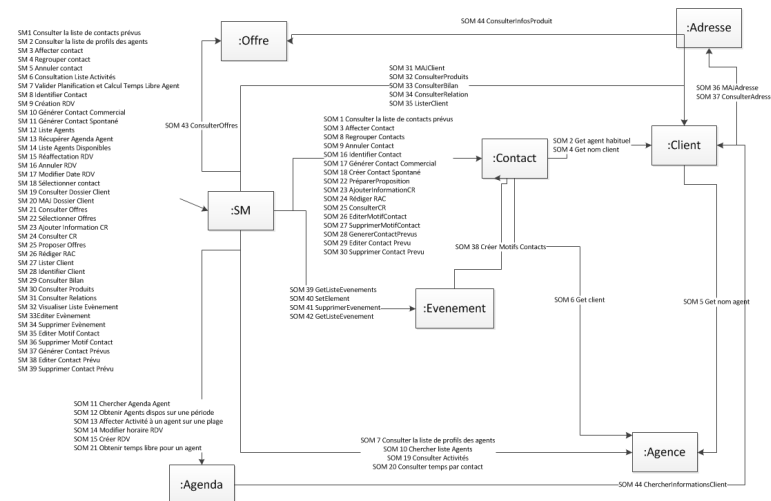 SM1 Consulter la liste de contacts prévus
SM 2 Consulter la liste de profils des agents
SM 3 Affecter contact
SM 4 Regrouper contact
SM 5 Annuler contact
SM 6 Consultation Liste Activités
SM 7 Valider Planification et Calcul Temps Libre Agent
SM 8 Identifier Contact
SM 9 Création RDV
SM 10 Générer Contact Commercial
SM 11 Générer Contact Spontané
SM 12 Liste Agents
SM 13 Récupérer Agenda Agent
SM 14 Liste Agents Disponibles
SM 15 Réaffectation RDV
SM 16 Annuler RDV
SM 17 Modifier Date RDV
SM 18 Sélectionner contact
SM 19 Consulter Dossier Client
SM 20 MAJ Dossier Client
SM 21 Consulter Offres
SM 22 Sélectionner Offres
SM 23 Ajouter Information CR
SM 24 Consulter CR
SM 25 Proposer Offres
SM 26 Rédiger RAC
SM 27 Lister Client
SM 28 Identifier Client
SM 29 Consulter Bilan
SM 30 Consulter Produits
SM 31 Consulter Relations
SM 32 Visualiser Liste Evènement
SM 33Editer Evènement
SM 34 Supprimer Evènement
SM 35 Editer Motif Contact
SM 36 Supprimer Motif Contact
SM 37 Générer Contact Prévus
SM 38 Editer Contact Prévu
SM 39 Supprimer Contact Prévu
:Offre
SOM 44 ConsulterInfosProduit
:Adresse
SOM 43 ConsulterOffres
SOM 31 MAJClient
SOM 32 ConsulterProduits
SOM 33 ConsulterBilan
SOM 34 ConsulterRelation
SOM 35 ListerClient
SOM 36 MAJAdresse
SOM 37 ConsulterAdress
SOM 1 Consulter la liste de contacts prévus
SOM 3 Affecter Contact
SOM 8 Regrouper Contacts
SOM 9 Annuler Contact
SOM 16 Identifier Contact
SOM 17 Générer Contact Commercial
SOM 18 Créer Contact Spontané
SOM 22 PréparerProposition
SOM 23 AjouterInformationCR
SOM 24 Rédiger RAC
SOM 25 ConsulterCR
SOM 26 EditerMotifContact
SOM 27 SupprimerMotifContact
SOM 28 GenererContactPrevus
SOM 29 Editer Contact Prevu
SOM 30 Supprimer Contact Prevu
:Contact
SOM 2 Get agent habituel
SOM 4 Get nom client
:Client
:SM
SOM 38 Créer Motifs Contacts
SOM 39 GetListeEvenements
SOM 40 SetElement
SOM 41 SupprimerEvenement
SOM 42 GetListeEvenement
:Evenement
SOM 6 Get client
SOM 5 Get nom agent
SOM 11 Chercher Agenda Agent
SOM 12 Obtenir Agents dispos sur une période
SOM 13 Affecter Activité à un agent sur une plage
SOM 14 Modifier horaire RDV
SOM 15 Créer RDV
SOM 21 Obtenir temps libre pour un agent
SOM 7 Consulter la liste de profils des agents
SOM 10 Chercher liste Agents
SOM 19 Consulter Activités
SOM 20 Consulter temps par contact
:Agence
:Agenda
SOM 44 ChercherInformationsClient